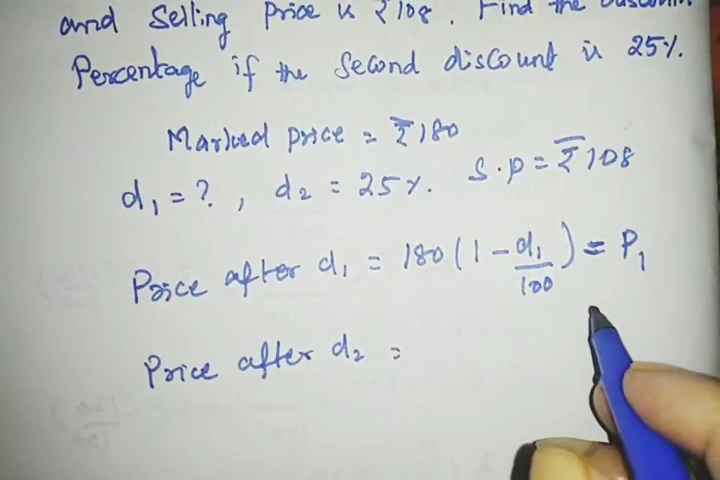 and Selling Price is ₹108. Find the discount
Percentage if the Second discount is 25%.
Marked price = ₹180
d₁ = ?, d₂ = 25%. S.P = ₹108
Price after d₁ = 180 (1 - d₁/100) = P₁
Price after d₂ =